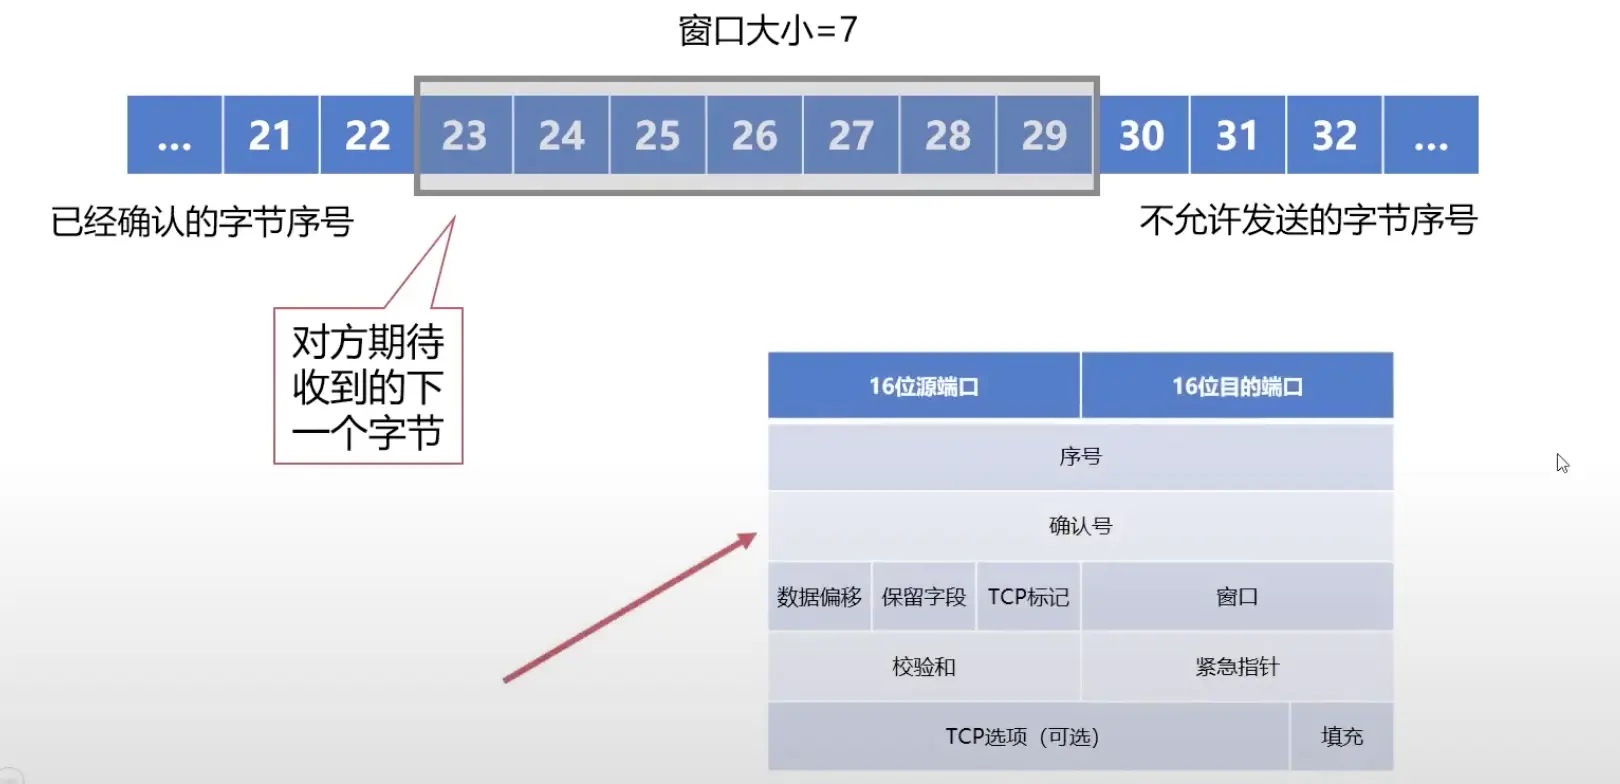 窗口大小=7
... 21 22 23 24 25 26 27 28 29 30 31 32 ...
已经确认的字节序号
不允许发送的字节序号
对方期待
收到的下
一个字节
16位源端口 16位目的端口
序号
确认号
数据偏移 保留字段 TCP标记 窗口
校验和 紧急指针
TCP选项（可选） 填充